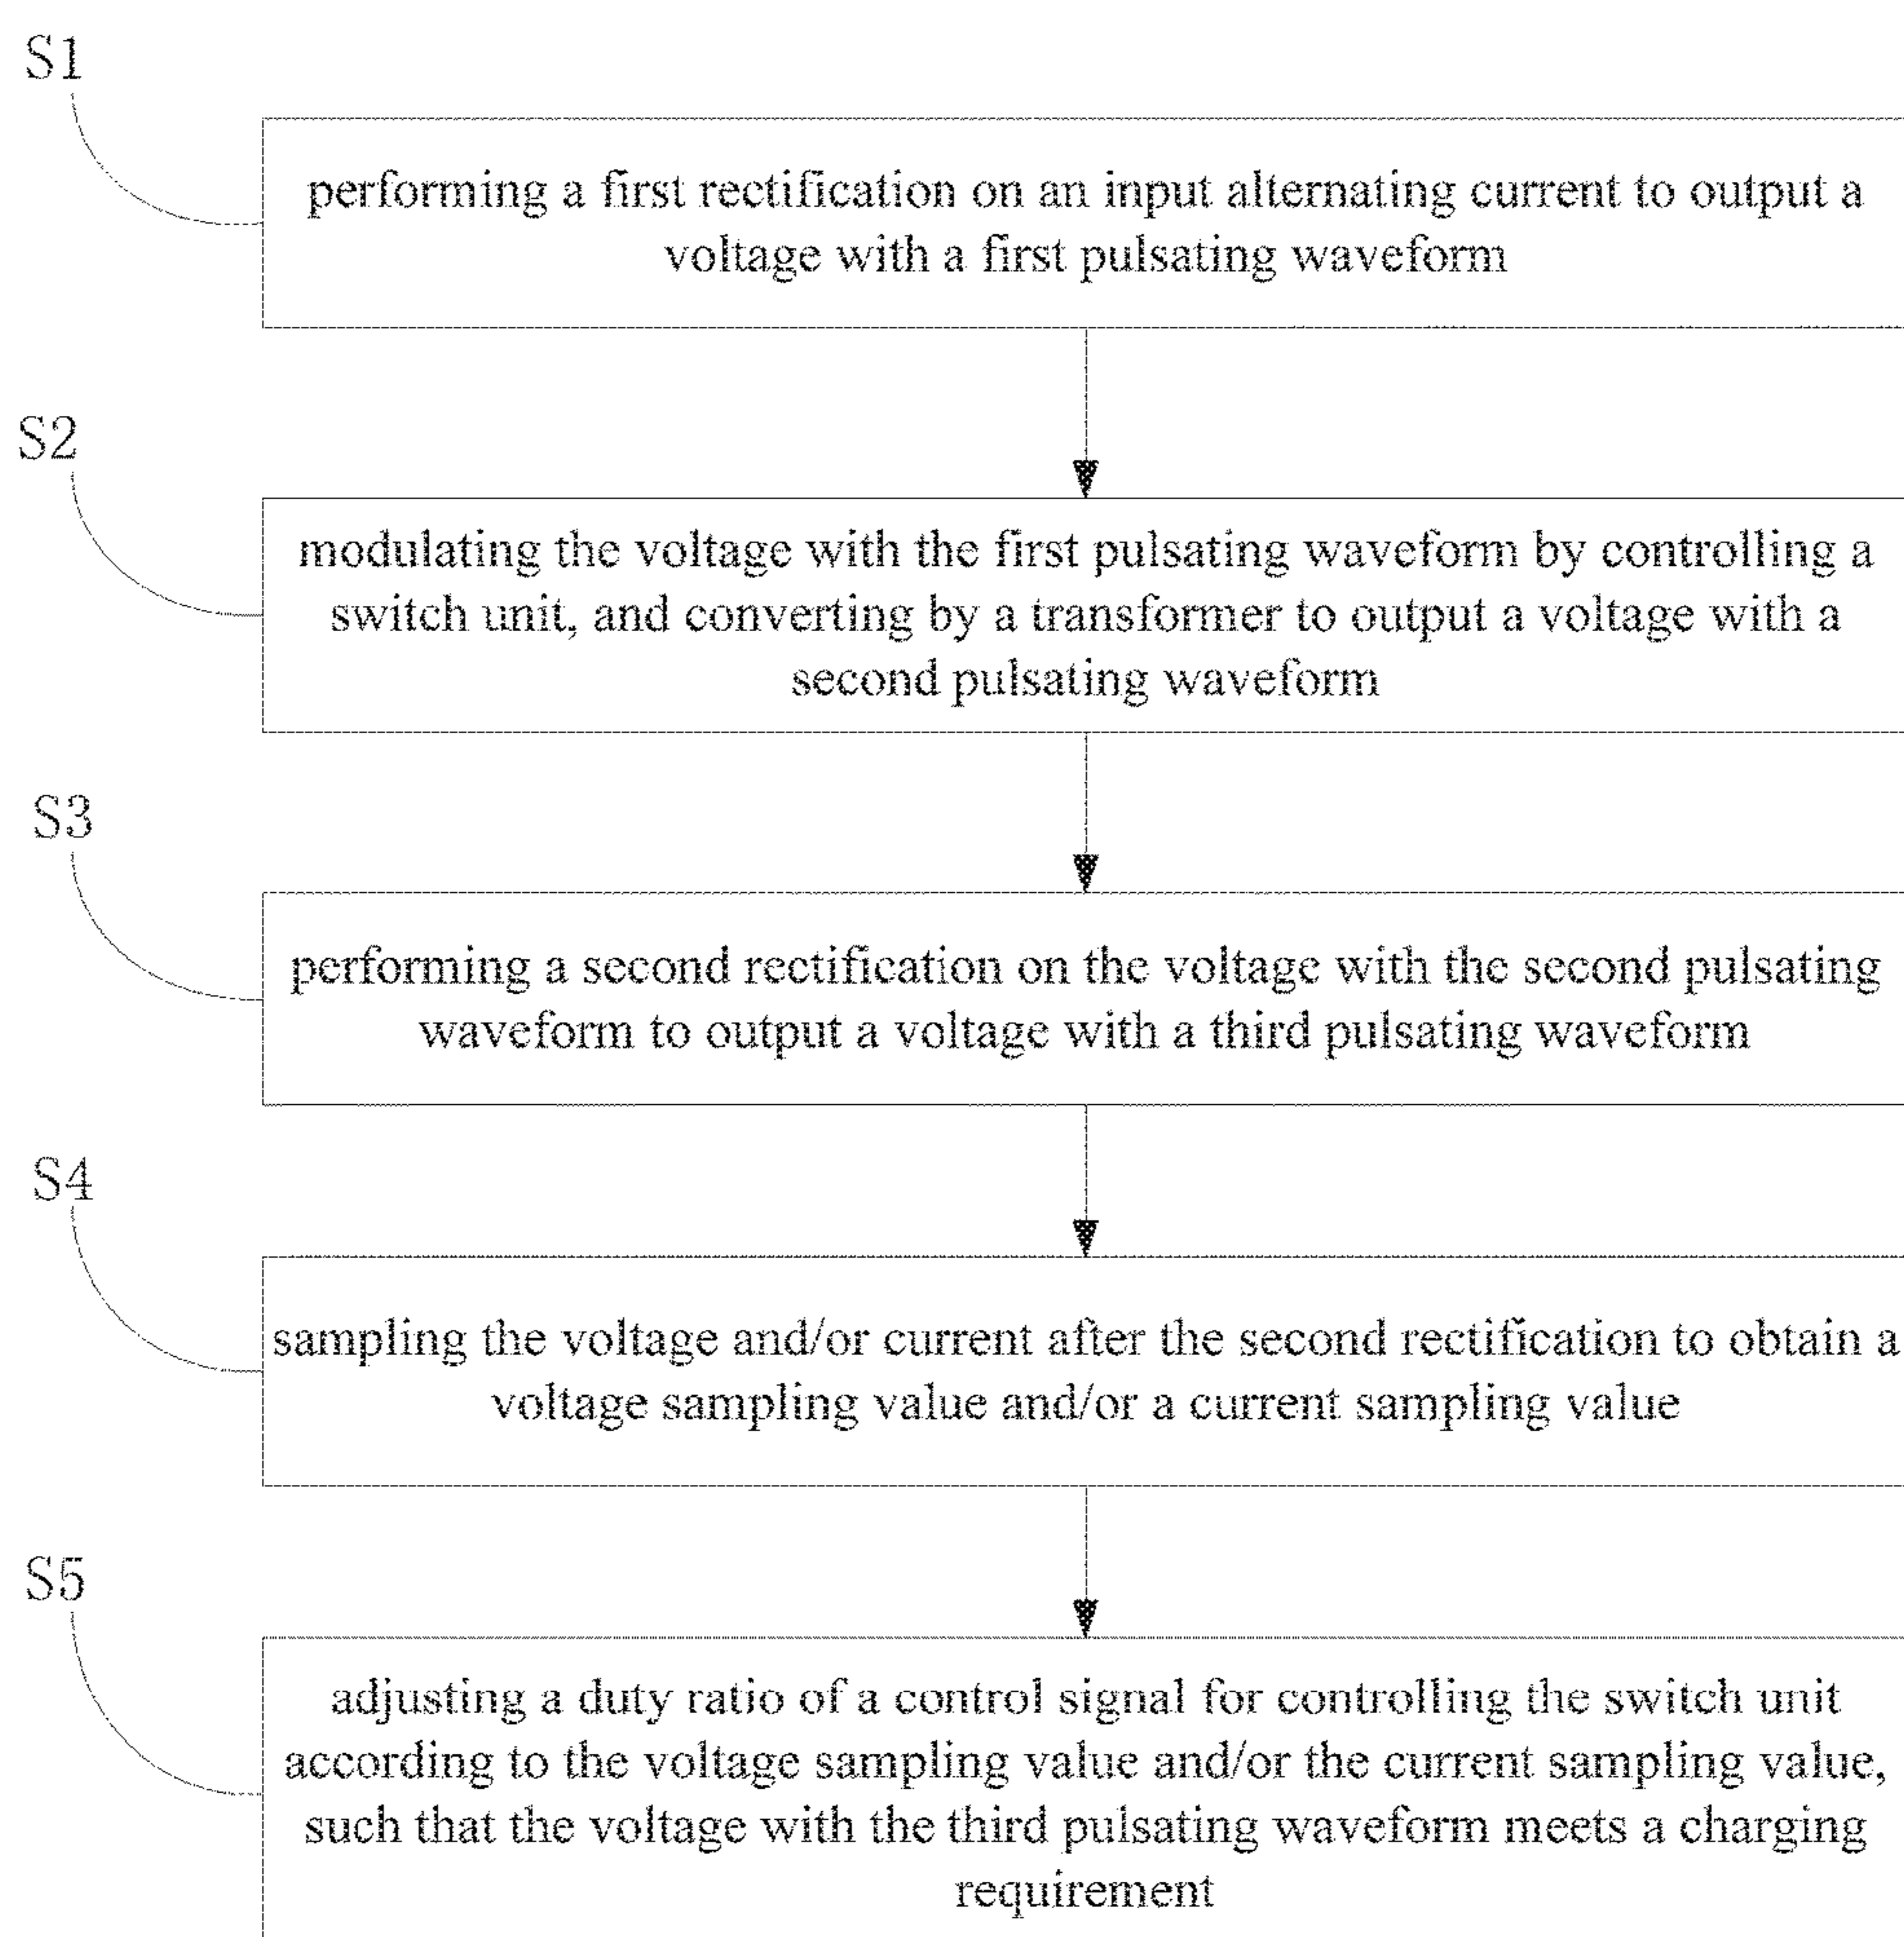 S1
performing a first rectification on an input alternating current to output a
voltage with a first pulsating waveform
S2
modulating the voltage with the first pulsating waveform by controlling a
switch unit, and converting by a transformer to output a voltage with a
second pulsating waveform
S3
performing a second rectification on the voltage with the second pulsating
waveform to output a voltage with a third pulsating waveform
S4
sampling the voltage and/or current after the second rectification to obtain a
voltage sampling value and/or a current sampling value
S5
adjusting a duty ratio of a control signal for controlling the switch unit
according to the voltage sampling value and/or the current sampling value,
such that the voltage with the third pulsating waveform meets a charging
requirement